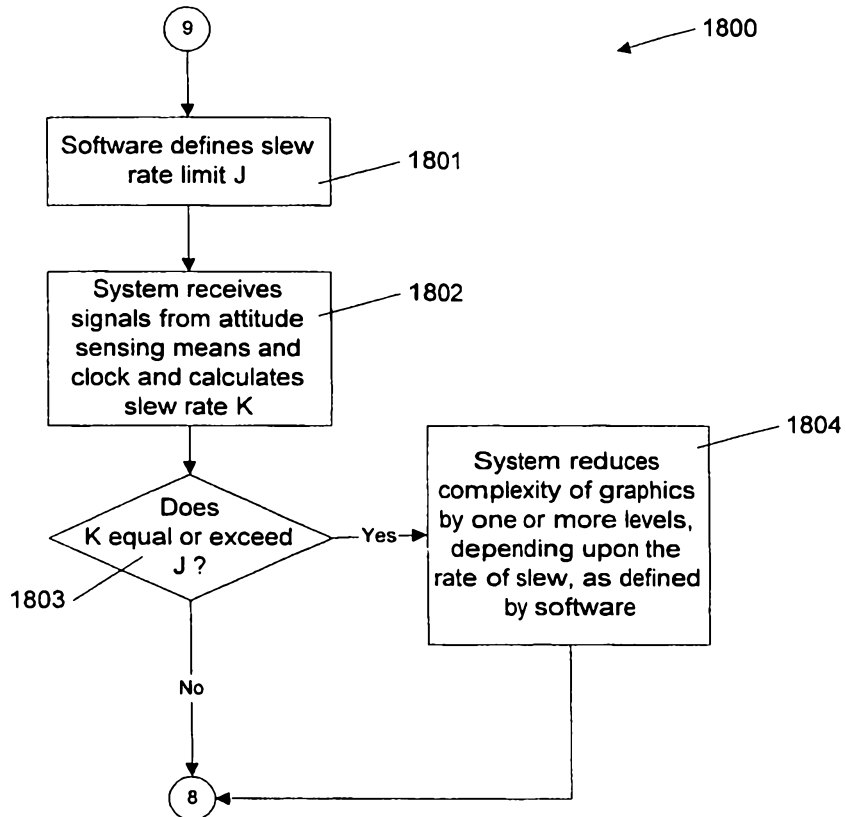 9
1800
Software defines slew
rate limit J
1801
System receives
signals from attitude
sensing means and
clock and calculates
slew rate K
1802
Does
K equal or exceed
J ?
1803
Yes
System reduces
complexity of graphics
by one or more levels,
depending upon the
rate of slew, as defined
by software
1804
No
8